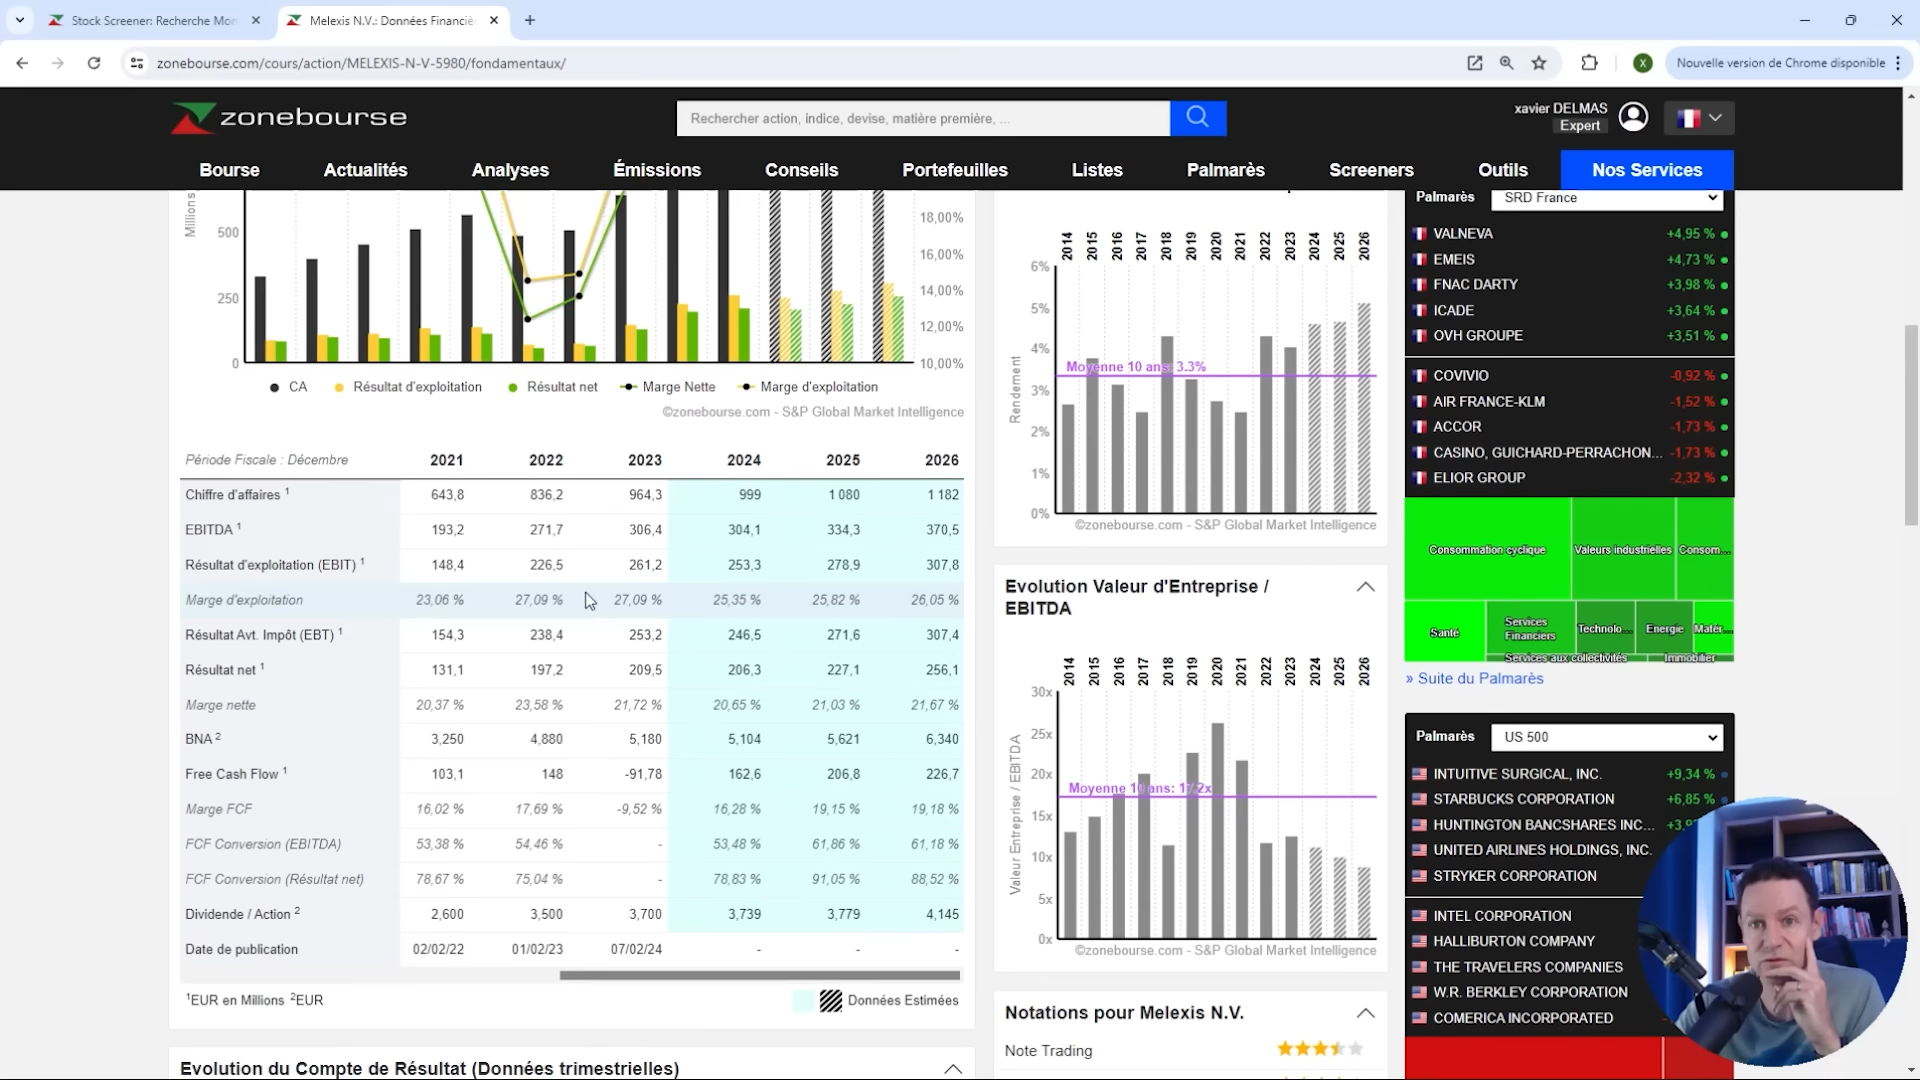 Stock Screener: Recherche Mon
Melexis N.V.: Données Financiè
zonebourse.com/cours/action/MELEXIS-N-V-5980/fondamentaux/
X
Nouvelle version de Chrome disponible
zonebourse
Rechercher action, indice, devise, matière première, ...
xavier DELMAS
Expert
Bourse Actualités Analyses Émissions Conseils Portefeuilles Listes Palmarès Screeners Outils Nos Services
Millions
500
250
0
18,00%
16,00%
14,00%
12,00%
10,00%
CA Résultat d'exploitation Résultat net Marge Nette Marge d'exploitation
©zonebourse.com - S&P Global Market Intelligence
Période Fiscale : Décembre 2021 2022 2023 2024 2025 2026
Chiffre d'affaires 1 643,8 836,2 964,3 999 1 080 1 182
EBITDA 1 193,2 271,7 306,4 304,1 334,3 370,5
Résultat d'exploitation (EBIT) 1 148,4 226,5 261,2 253,3 278,9 307,8
Marge d'exploitation 23,06 % 27,09 % 27,09 % 25,35 % 25,82 % 26,05 %
Résultat Avt. Impôt (EBT) 1 154,3 238,4 253,2 246,5 271,6 307,4
Résultat net 1 131,1 197,2 209,5 206,3 227,1 256,1
Marge nette 20,37 % 23,58 % 21,72 % 20,65 % 21,03 % 21,67 %
BNA 2 3,250 4,880 5,180 5,104 5,621 6,340
Free Cash Flow 1 103,1 148 -91,78 162,6 206,8 226,7
Marge FCF 16,02 % 17,69 % -9,52 % 16,28 % 19,15 % 19,18 %
FCF Conversion (EBITDA) 53,38 % 54,46 % - 53,48 % 61,86 % 61,18 %
FCF Conversion (Résultat net) 78,67 % 75,04 % - 78,83 % 91,05 % 88,52 %
Dividende / Action 2 2,600 3,500 3,700 3,739 3,779 4,145
Date de publication 02/02/22 01/02/23 07/02/24 - - -
1EUR en Millions 2EUR
Données Estimées
Evolution du Compte de Résultat (Données trimestrielles)
2014 2015 2016 2017 2018 2019 2020 2021 2022 2023 2024 2025 2026
6%
5%
4%
3%
2%
1%
0%
Rendement
Moyenne 10 ans: 3.3%
©zonebourse.com - S&P Global Market Intelligence
Evolution Valeur d'Entreprise /
EBITDA
2014 2015 2016 2017 2018 2019 2020 2021 2022 2023 2024 2025 2026
30x
25x
20x
15x
10x
5x
0x
Valeur Entreprise / EBITDA
Moyenne 10 ans: 17.2x
©zonebourse.com - S&P Global Market Intelligence
Notations pour Melexis N.V.
Note Trading
Palmarès SRD France
VALNEVA +4,95 %
EMEIS +4,73 %
FNAC DARTY +3,98 %
ICADE +3,64 %
OVH GROUPE +3,51 %
COVIVIO -0,92 %
AIR FRANCE-KLM -1,52 %
ACCOR -1,73 %
CASINO, GUICHARD-PERRACHON... -1,73 %
ELIOR GROUP -2,32 %
Consommation cyclique Valeurs industrielles Consom...
Santé Services Financiers Technolo... Energie Matér...
Services aux collectivités Immobilier
» Suite du Palmarès
Palmarès US 500
INTUITIVE SURGICAL, INC. +9,34 %
STARBUCKS CORPORATION +6,85 %
HUNTINGTON BANCSHARES INC...
UNITED AIRLINES HOLDINGS, INC.
STRYKER CORPORATION
INTEL CORPORATION
HALLIBURTON COMPANY
THE TRAVELERS COMPANIES
W.R. BERKLEY CORPORATION
COMERICA INCORPORATED